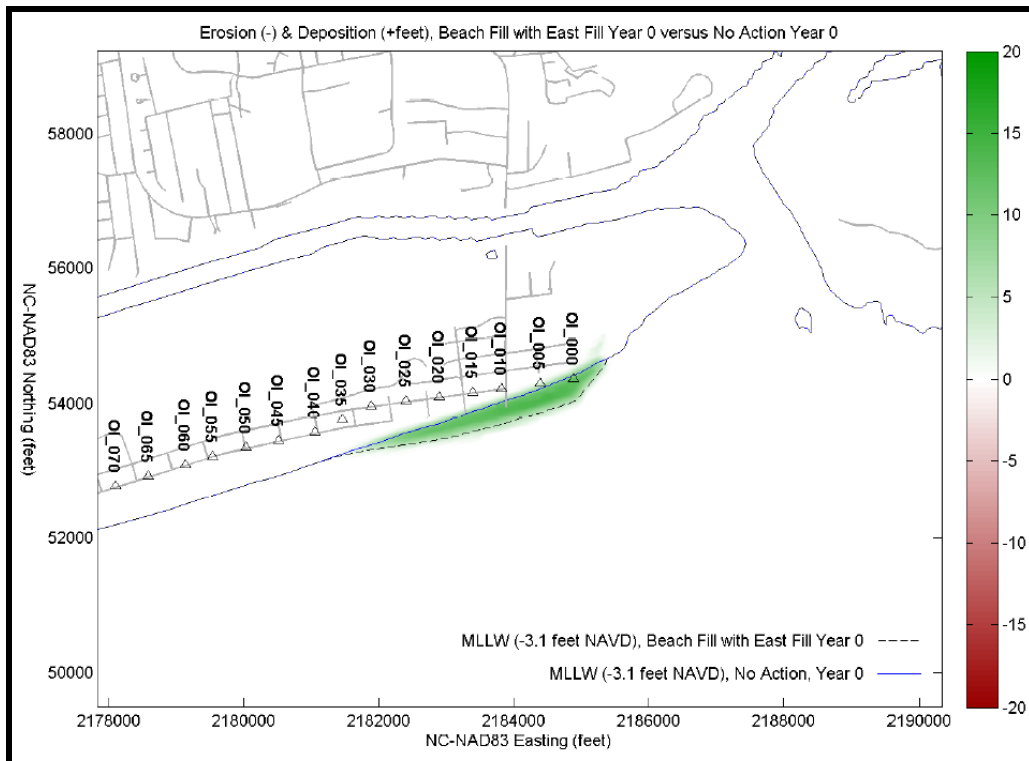 Erosion (-) & Deposition (+feet), Beach Fill with East Fill Year 0 versus No Action Year 0
20
15
10
5
0
-5
-10
-15
-20
58000
56000
54000
52000
50000
NC-NAD83 Northing (feet)
OI_070
OI_065
OI_060
OI_055
OI_050
OI_045
OI_040
OI_035
OI_030
OI_025
OI_020
OI_015
OI_010
OI_005
OI_000
MLLW (-3.1 feet NAVD), Beach Fill with East Fill Year 0
MLLW (-3.1 feet NAVD), No Action, Year 0
2178000 2180000 2182000 2184000 2186000 2188000 2190000
NC-NAD83 Easting (feet)